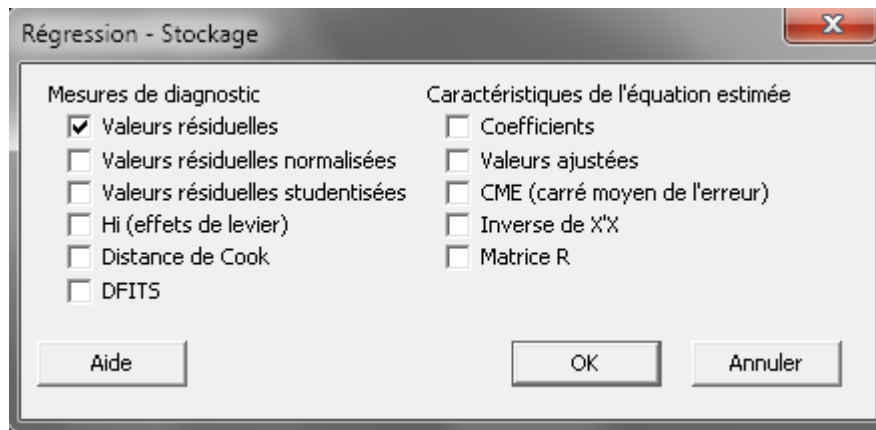 Régression - Stockage
Mesures de diagnostic
Valeurs résiduelles
Valeurs résiduelles normalisées
Valeurs résiduelles studentisées
Hi (effets de levier)
Distance de Cook
DFITS
Caractéristiques de l'équation estimée
Coefficients
Valeurs ajustées
CME (carré moyen de l'erreur)
Inverse de X'X
Matrice R
Aide
OK
Annuler